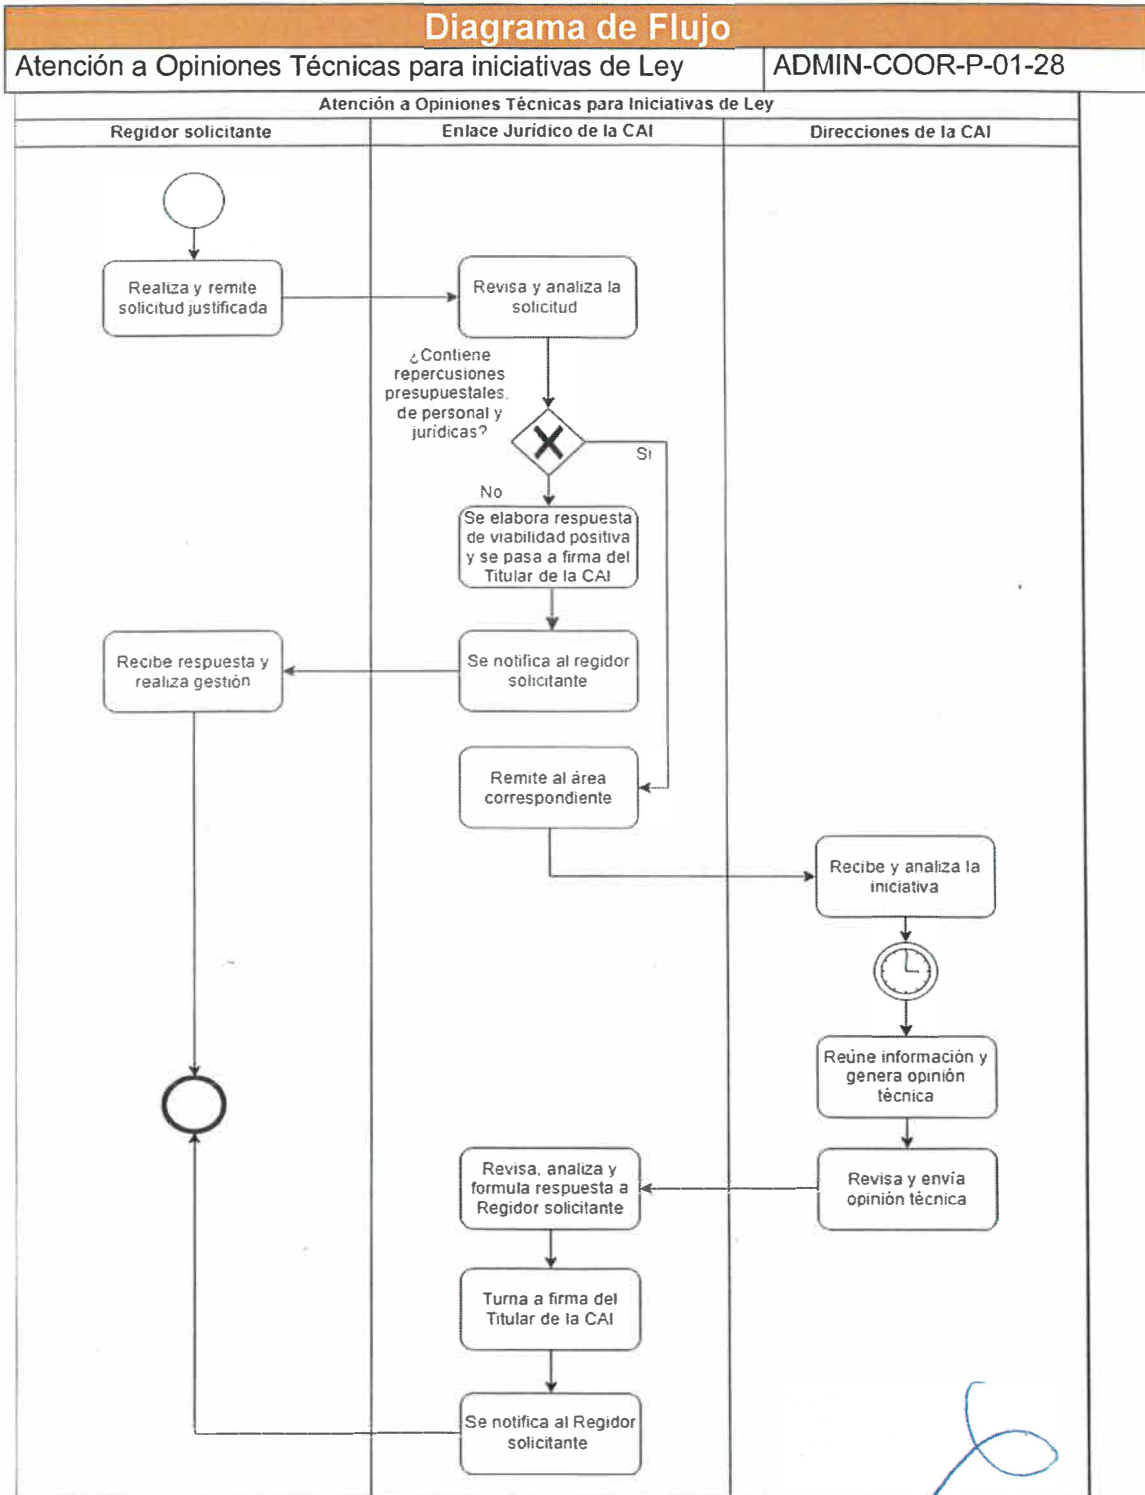 Diagrama de Flujo
Atención a Opiniones Técnicas para iniciativas de Ley
ADMIN-COOR-P-01-28
Atención a Opiniones Técnicas para Iniciativas de Ley
Regidor solicitante
Enlace Jurídico de la CAI
Direcciones de la CAI
Realiza y remite
solicitud justificada
Revisa y analiza la
solicitud
¿Contiene
repercusiones
presupuestales,
de personal y
jurídicas?
Si
No
Se elabora respuesta
de viabilidad positiva
y se pasa a firma del
Titular de la CAI
Se notifica al regidor
solicitante
Recibe respuesta y
realiza gestión
Remite al área
correspondiente
Recibe y analiza la
iniciativa
Reúne información y
genera opinión
técnica
Revisa y envía
opinión técnica
Revisa, analiza y
formula respuesta a
Regidor solicitante
Turna a firma del
Titular de la CAI
Se notifica al Regidor
solicitante